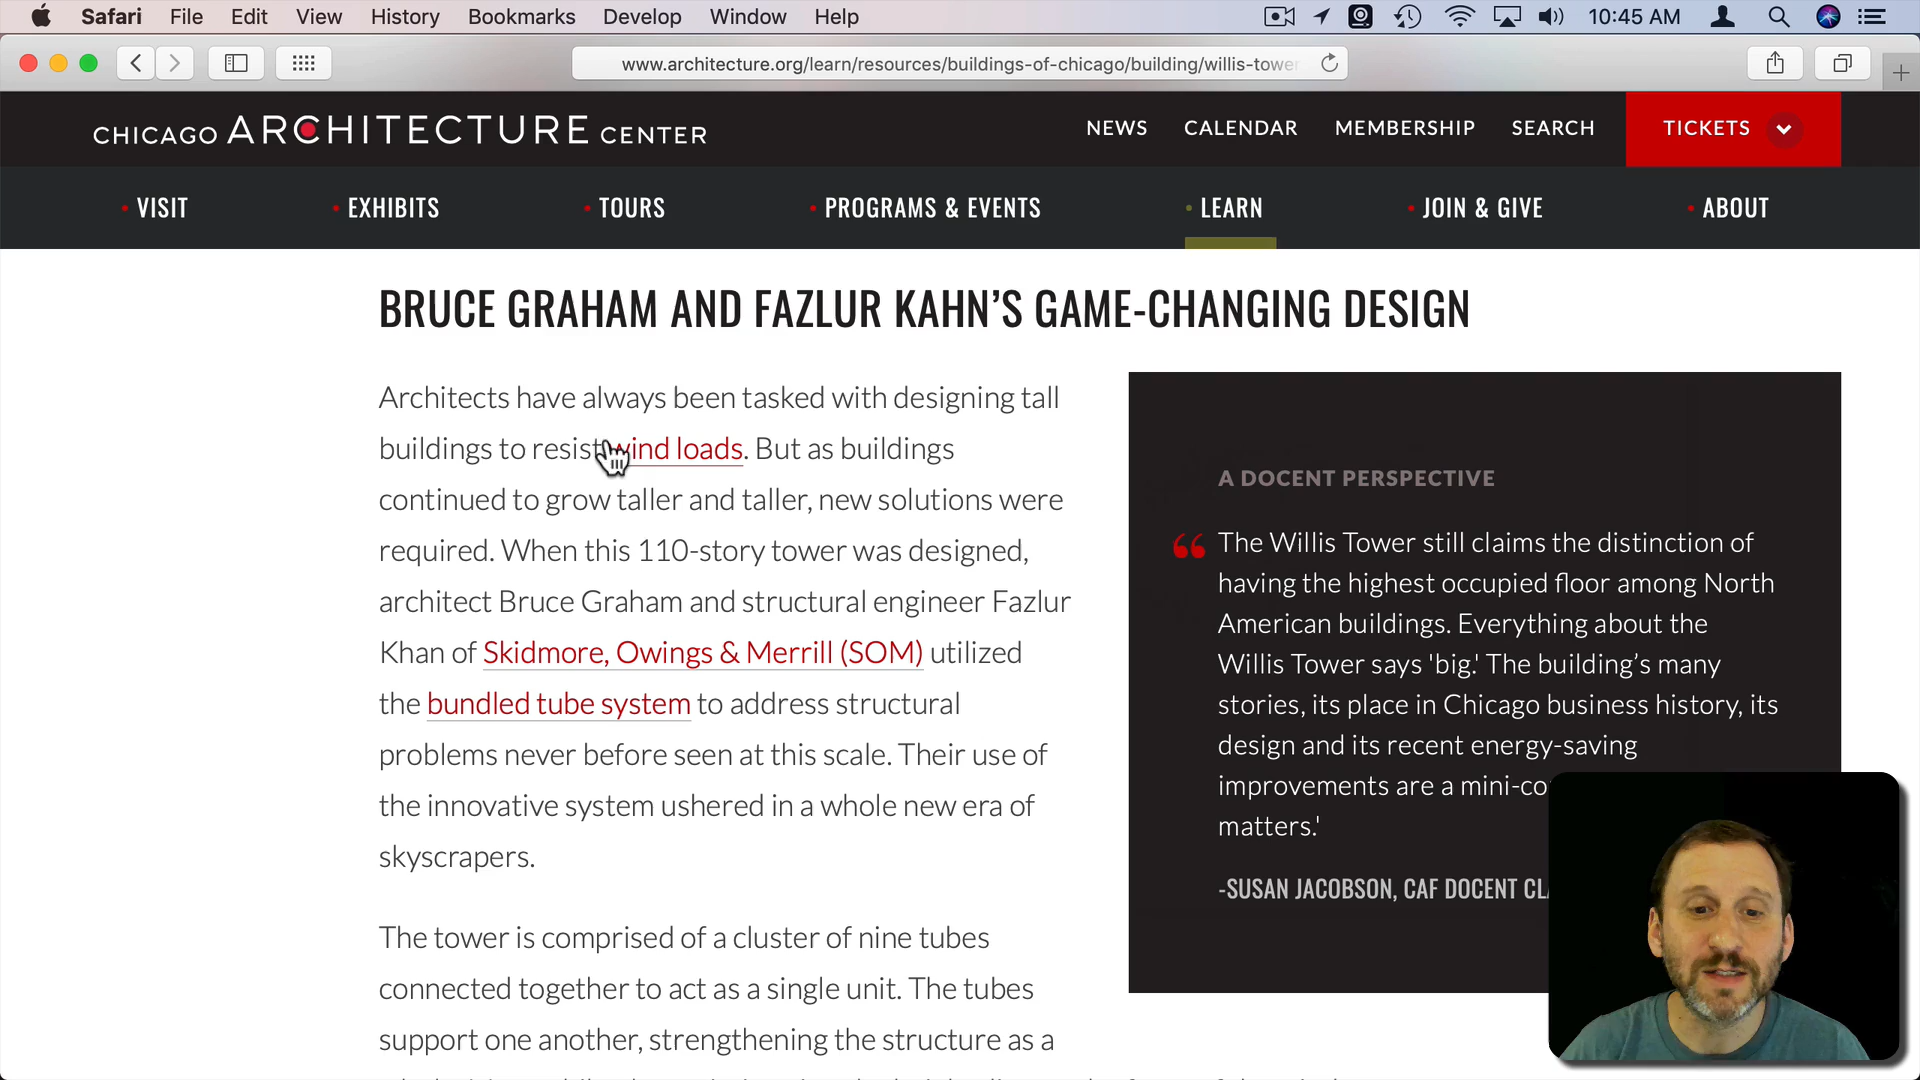 Safari File Edit View History Bookmarks Develop Window Help 10:45 AM
www.architecture.org/learn/resources/buildings-of-chicago/building/willis-towe
CHICAGO ARCHITECTURE CENTER NEWS CALENDAR MEMBERSHIP SEARCH TICKETS
VISIT EXHIBITS TOURS PROGRAMS & EVENTS LEARN JOIN & GIVE ABOUT
BRUCE GRAHAM AND FAZLUR KAHN’S GAME-CHANGING DESIGN
Architects have always been tasked with designing tall
buildings to resist wind loads. But as buildings
continued to grow taller and taller, new solutions were
required. When this 110-story tower was designed,
architect Bruce Graham and structural engineer Fazlur
Khan of Skidmore, Owings & Merrill (SOM) utilized
the bundled tube system to address structural
problems never before seen at this scale. Their use of
the innovative system ushered in a whole new era of
skyscrapers.
The tower is comprised of a cluster of nine tubes
connected together to act as a single unit. The tubes
support one another, strengthening the structure as a
A DOCENT PERSPECTIVE
“ The Willis Tower still claims the distinction of
having the highest occupied floor among North
American buildings. Everything about the
Willis Tower says 'big.' The building’s many
stories, its place in Chicago business history, its
design and its recent energy-saving
improvements are a mini-co
matters.'
-SUSAN JACOBSON, CAF DOCENT CL